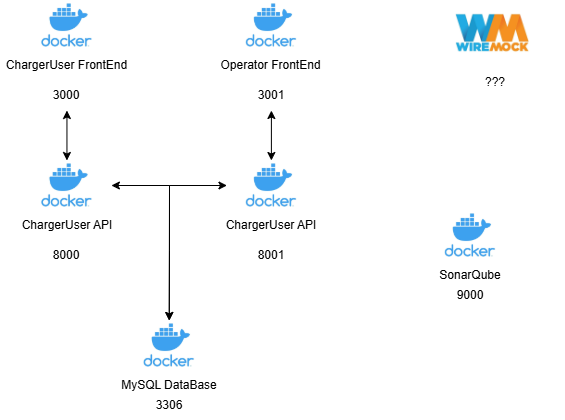 docker
docker
WM
WIREMOCK
ChargerUser FrontEnd
Operator FrontEnd
???
3000
3001
docker
docker
ChargerUser API
ChargerUser API
8000
8001
docker
SonarQube
9000
docker
MySQL DataBase
3306